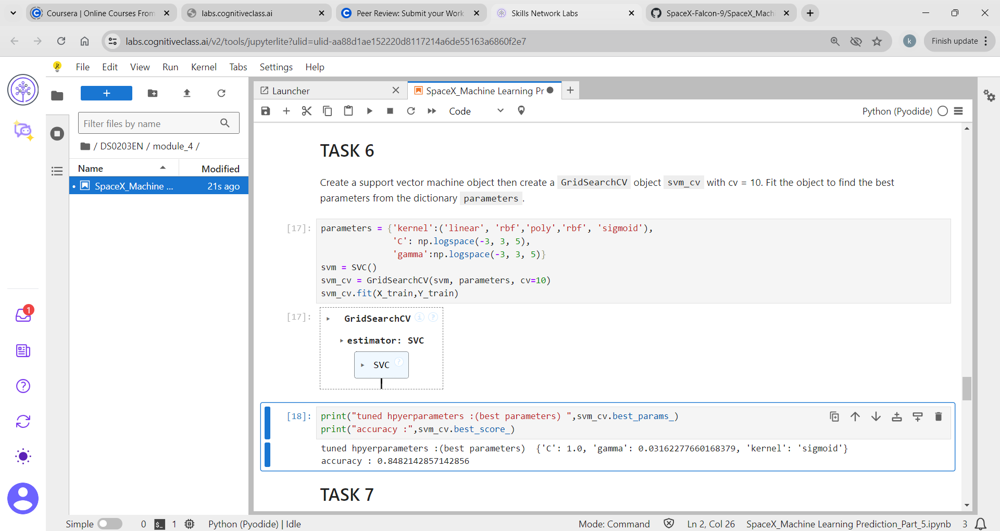 Coursera | Online Courses From
labs.cognitiveclass.ai
Peer Review: Submit your Work
Skills Network Labs
SpaceX-Falcon-9/SpaceX_Mach
labs.cognitiveclass.ai/v2/tools/jupyterlite?ulid=ulid-aa88d1ae152220d8117214a6de55163a6860f2e7
k
Finish update
File Edit View Run Kernel Tabs Settings Help
Launcher
SpaceX_Machine Learning Pr
Code
Python (Pyodide)
Filter files by name
/ DS0203EN / module_4 /
Name Modified
SpaceX_Machine ... 21s ago
1
TASK 6
Create a support vector machine object then create a GridSearchCV object svm_cv with cv = 10. Fit the object to find the best
parameters from the dictionary parameters .
[17]:
parameters = {'kernel':('linear', 'rbf','poly','rbf', 'sigmoid'),
'C': np.logspace(-3, 3, 5),
'gamma':np.logspace(-3, 3, 5)}
svm = SVC()
svm_cv = GridSearchCV(svm, parameters, cv=10)
svm_cv.fit(X_train,Y_train)
[17]:
GridSearchCV i ?
estimator: SVC
SVC ?
[18]:
print("tuned hpyerparameters :(best parameters) ",svm_cv.best_params_)
print("accuracy :",svm_cv.best_score_)
tuned hpyerparameters :(best parameters)  {'C': 1.0, 'gamma': 0.03162277660168379, 'kernel': 'sigmoid'}
accuracy : 0.8482142857142856
TASK 7
Simple 0 $_ 1 Python (Pyodide) | Idle Mode: Command Ln 2, Col 26 SpaceX_Machine Learning Prediction_Part_5.ipynb 3